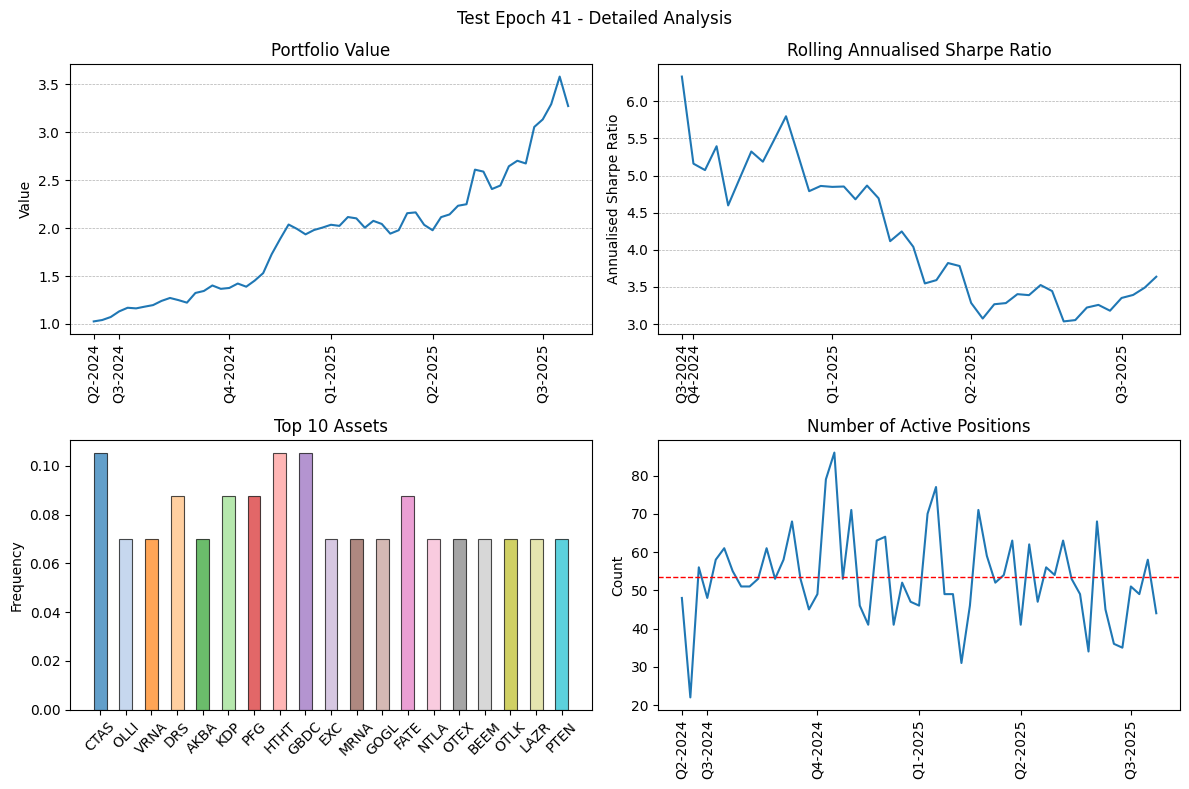 Test Epoch 41 - Detailed Analysis
Portfolio Value
Value
3.5
3.0
2.5
2.0
1.5
1.0
Q2-2024
Q3-2024
Q4-2024
Q1-2025
Q2-2025
Q3-2025
Rolling Annualised Sharpe Ratio
Annualised Sharpe Ratio
6.0
5.5
5.0
4.5
4.0
3.5
3.0
Q3-2024
Q4-2024
Q1-2025
Q2-2025
Q3-2025
Top 10 Assets
Frequency
0.10
0.08
0.06
0.04
0.02
0.00
CTAS
OLLI
VRNA
DRS
AKBA
KDP
PFG
HTHT
GBDC
EXC
MRNA
GOGL
FATE
NTLA
OTEX
BEEM
OTLK
LAZR
PTEN
Number of Active Positions
Count
80
70
60
50
40
30
20
Q2-2024
Q3-2024
Q4-2024
Q1-2025
Q2-2025
Q3-2025